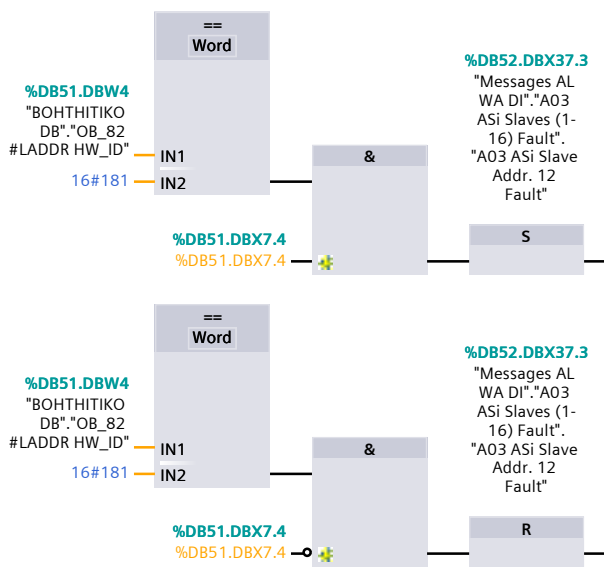 ==
Word
%DB52.DBX37.3
"Messages AL
WA DI"."A03
ASi Slaves (1-
16) Fault".
"A03 ASi Slave
Addr. 12
Fault"
%DB51.DBW4
"BOHTHITIKO
DB"."OB_82
#LADDR HW_ID"
IN1
16#181
IN2
&
%DB51.DBX7.4
%DB51.DBX7.4
S
==
Word
%DB52.DBX37.3
"Messages AL
WA DI"."A03
ASi Slaves (1-
16) Fault".
"A03 ASi Slave
Addr. 12
Fault"
%DB51.DBW4
"BOHTHITIKO
DB"."OB_82
#LADDR HW_ID"
IN1
16#181
IN2
&
%DB51.DBX7.4
%DB51.DBX7.4
R